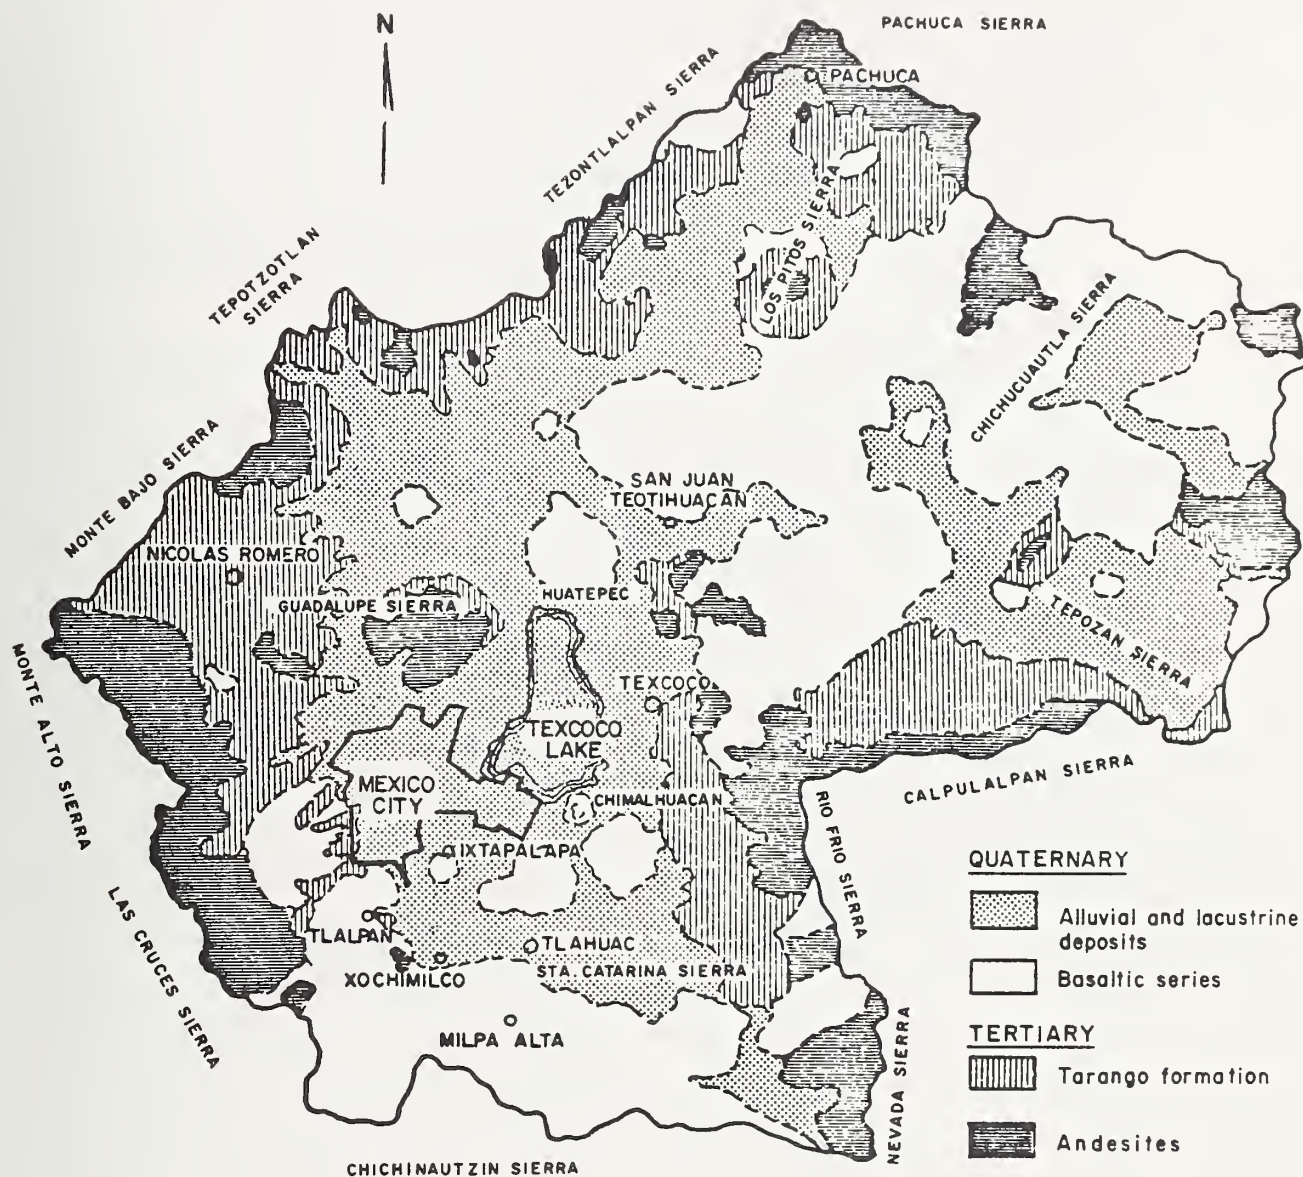 N
PACHUCA SIERRA
PACHUCA
TEZONTLALPAN SIERRA
LOS PITOS SIERRA
TEPOTZOTLAN
SIERRA
CHICHUCUAUTLA SIERRA
MONTE BAJO SIERRA
SAN JUAN
TEOTIHUACAN
NICOLAS ROMERO
GUADALUPE SIERRA
HUATEPEC
TEPOZAN SIERRA
MONTE ALTO SIERRA
TEXCOCO
TEXCOCO
LAKE
MEXICO
CITY
CHIMALHUACAN
CALPULALPAN SIERRA
RIO FRIO SIERRA
IXTAPALAPA
LAS CRUCES SIERRA
TLALPAN
TLAHUAC
XOCHIMILCO
STA. CATARINA SIERRA
MILPA ALTA
NEVADA SIERRA
CHICHINAUTZIN SIERRA
QUATERNARY
Alluvial and lacustrine
deposits
Basaltic series
TERTIARY
Tarango formation
Andesites